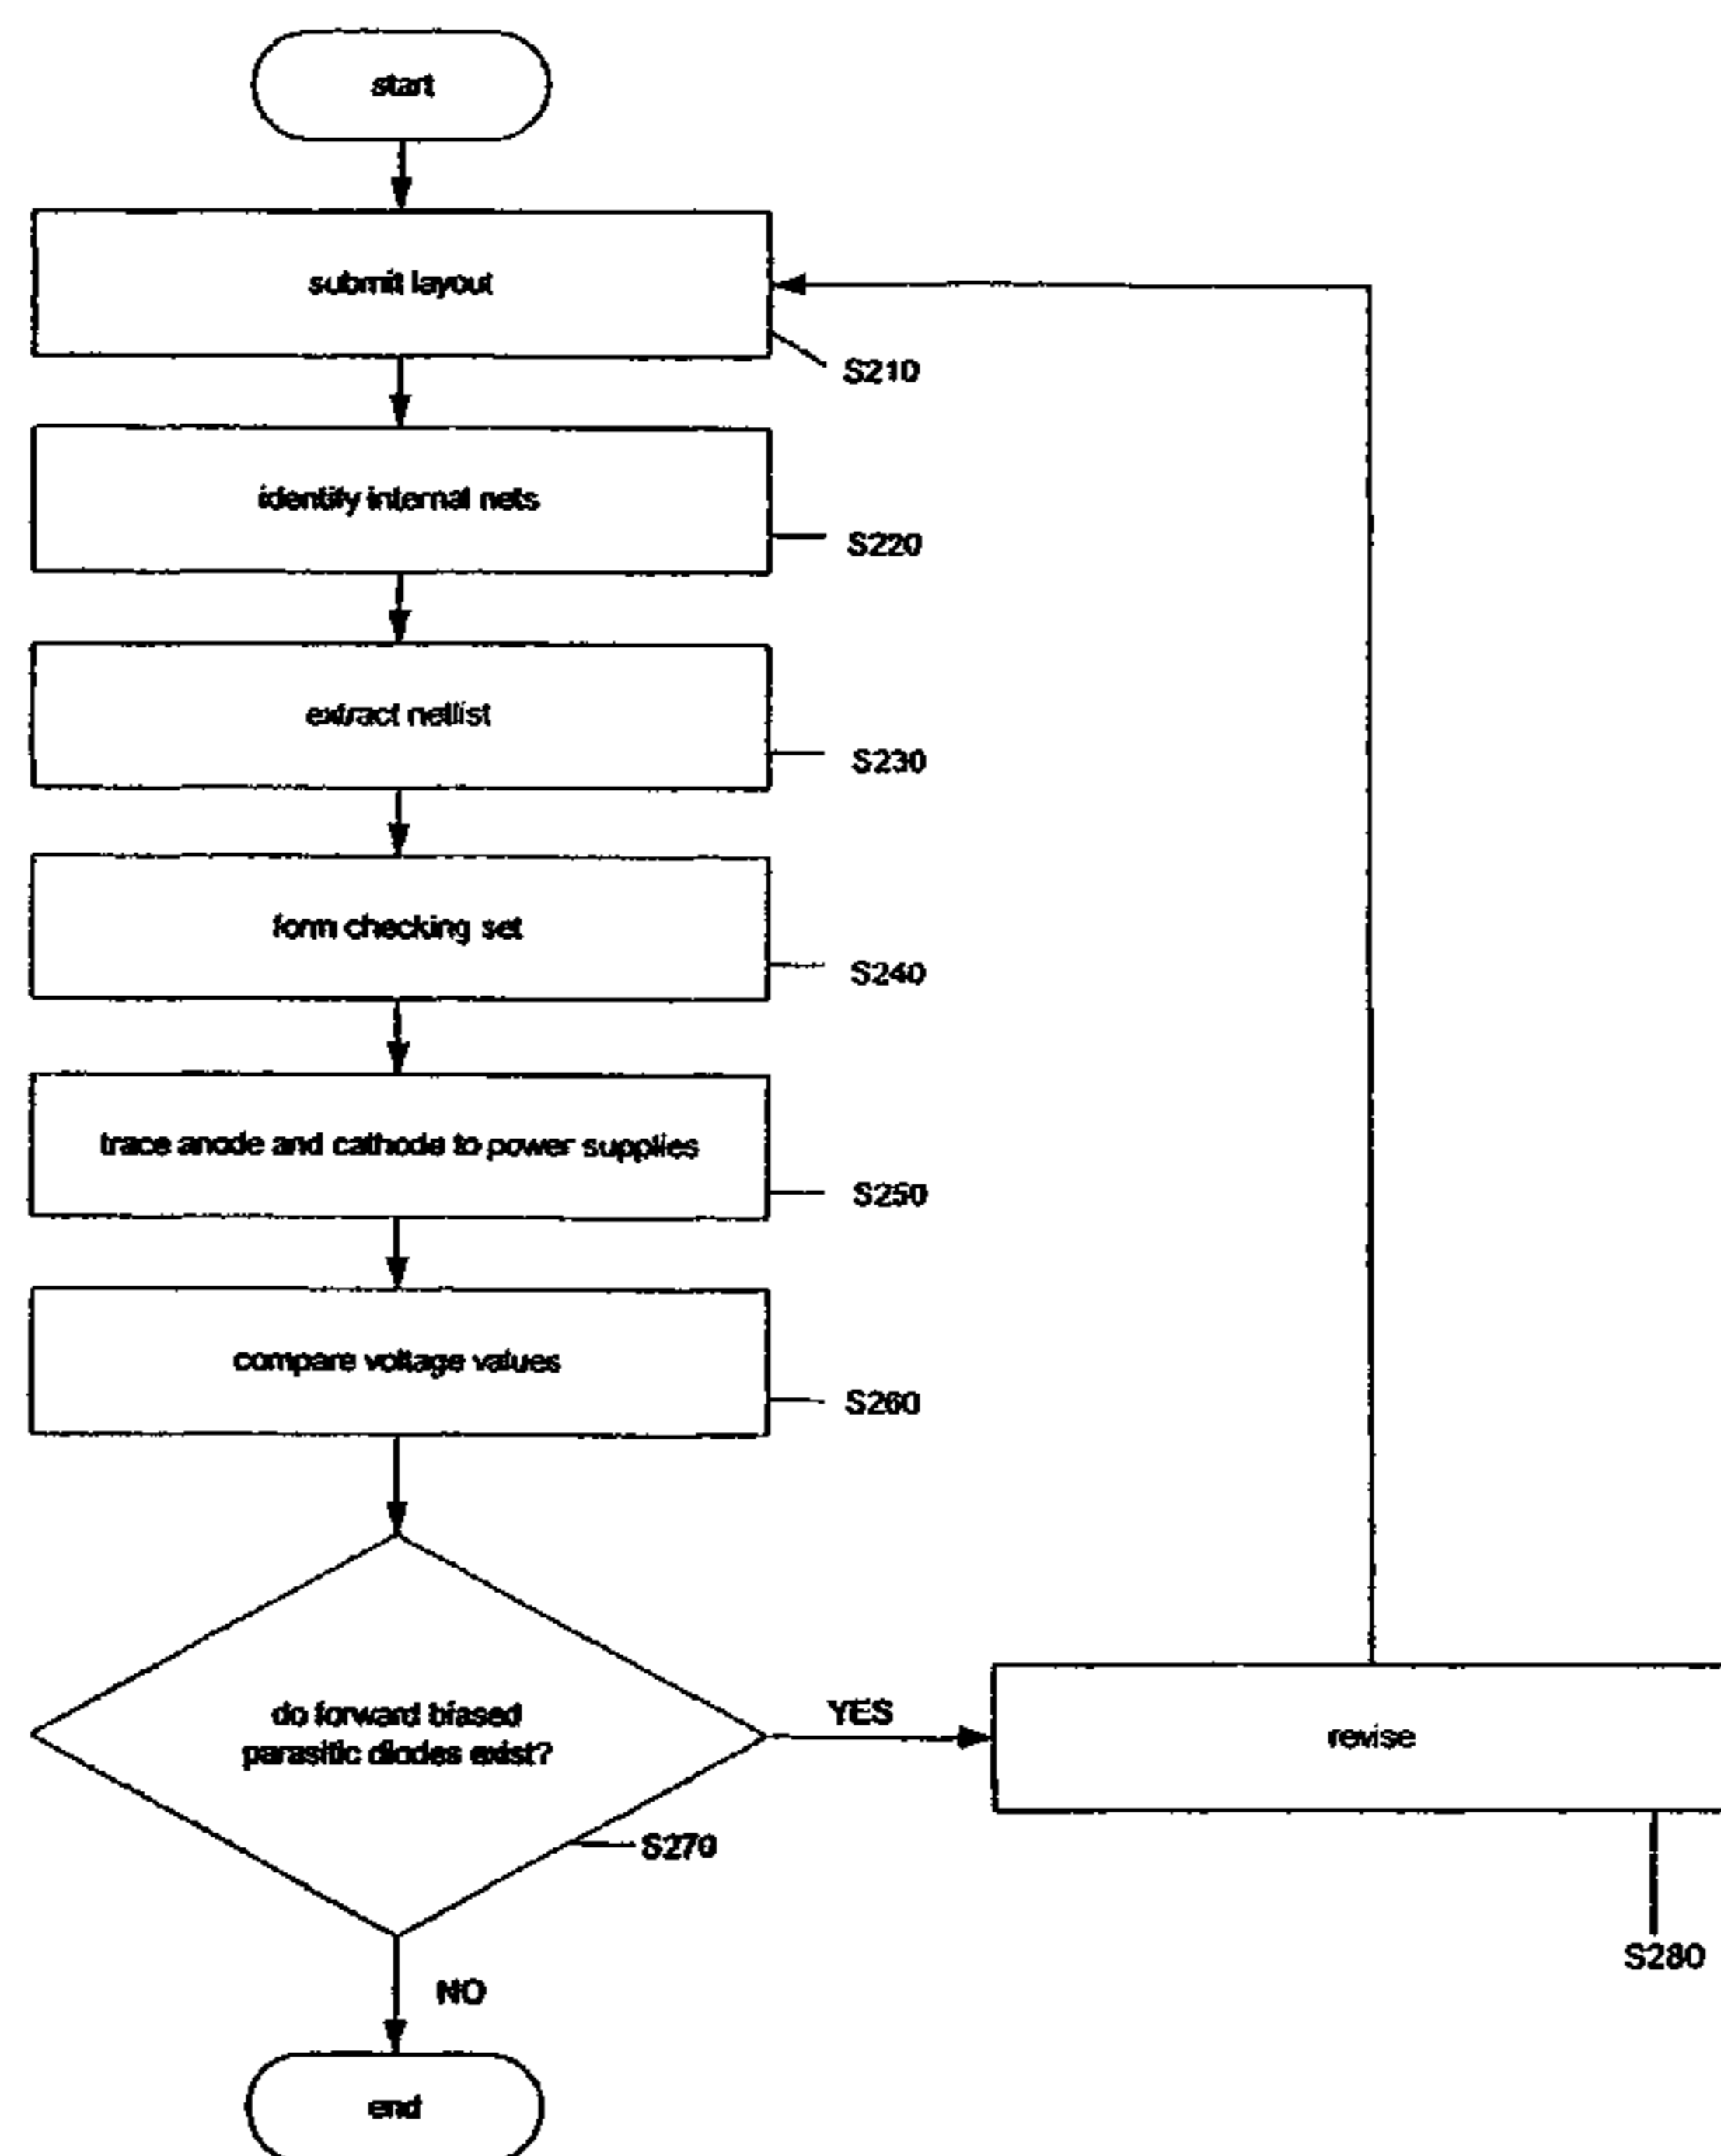 start
submit layout
S210
identify internal nets
S220
extract netlist
S230
form checking set
S240
trace anode and cathode to power supplies
S250
compare voltage values
S260
do forward biased
parasitic diodes exist?
S270
YES
revise
S280
NO
end